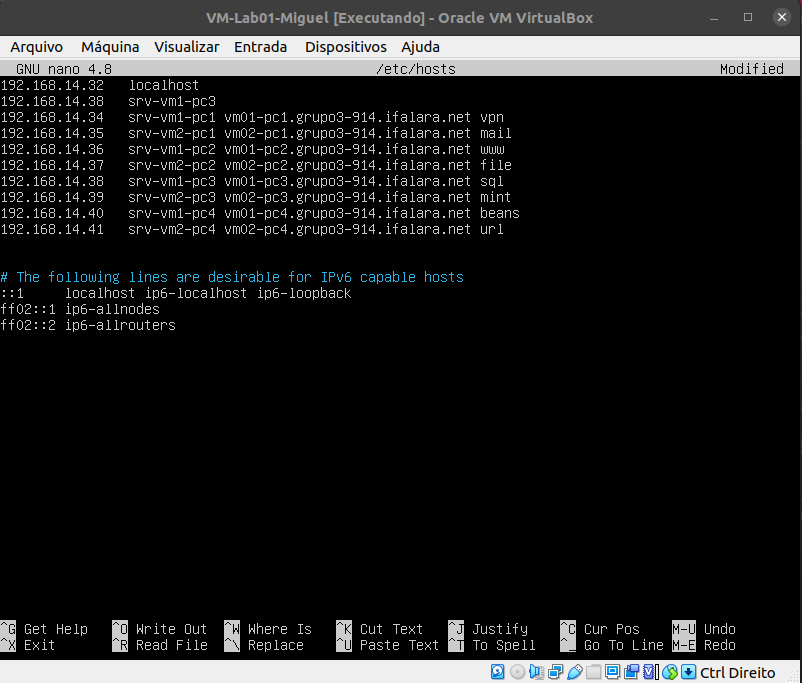 VM-Lab01-Miguel [Executando] - Oracle VM VirtualBox
Arquivo Máquina Visualizar Entrada Dispositivos Ajuda
GNU nano 4.8 /etc/hosts Modified
192.168.14.32 localhost
192.168.14.38 srv-vm1-pc3
192.168.14.34 srv-vm1-pc1 vm01-pc1.grupo3-914.ifalara.net vpn
192.168.14.35 srv-vm2-pc1 vm02-pc1.grupo3-914.ifalara.net mail
192.168.14.36 srv-vm1-pc2 vm01-pc2.grupo3-914.ifalara.net www
192.168.14.37 srv-vm2-pc2 vm02-pc2.grupo3-914.ifalara.net file
192.168.14.38 srv-vm1-pc3 vm01-pc3.grupo3-914.ifalara.net sql
192.168.14.39 srv-vm2-pc3 vm02-pc3.grupo3-914.ifalara.net mint
192.168.14.40 srv-vm1-pc4 vm01-pc4.grupo3-914.ifalara.net beans
192.168.14.41 srv-vm2-pc4 vm02-pc4.grupo3-914.ifalara.net url
# The following lines are desirable for IPv6 capable hosts
::1 localhost ip6-localhost ip6-loopback
ff02::1 ip6-allnodes
ff02::2 ip6-allrouters
^G Get Help ^O Write Out ^W Where Is ^K Cut Text ^J Justify ^C Cur Pos M-U Undo
^X Exit ^R Read File ^\ Replace ^U Paste Text ^T To Spell ^_ Go To Line M-E Redo
Ctrl Direito